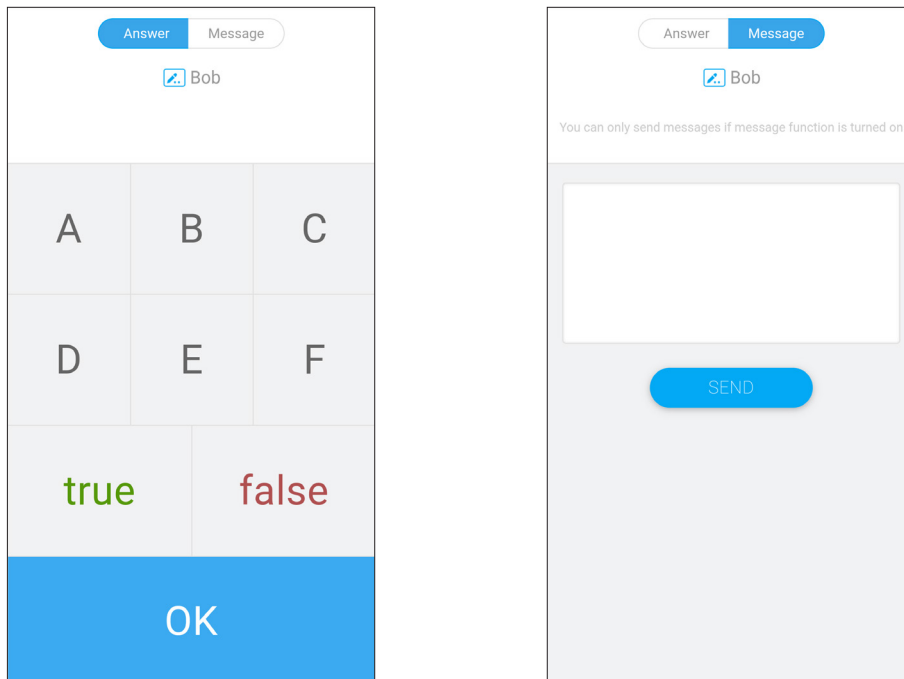 Answer Message
Bob
A B C
D E F
true false
OK
Answer Message
Bob
You can only send messages if message function is turned on
SEND